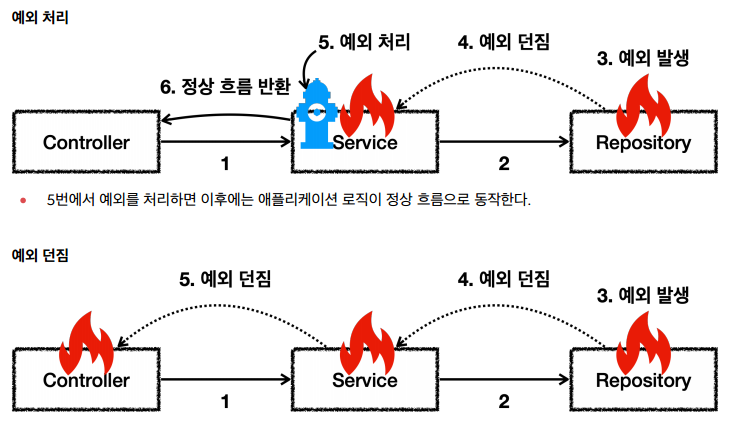 예외 처리
5. 예외 처리
4. 예외 던짐
3. 예외 발생
6. 정상 흐름 반환
Controller
Service
Repository
1
2
5번에서 예외를 처리하면 이후에는 애플리케이션 로직이 정상 흐름으로 동작한다.
예외 던짐
5. 예외 던짐
4. 예외 던짐
3. 예외 발생
Controller
Service
Repository
1
2